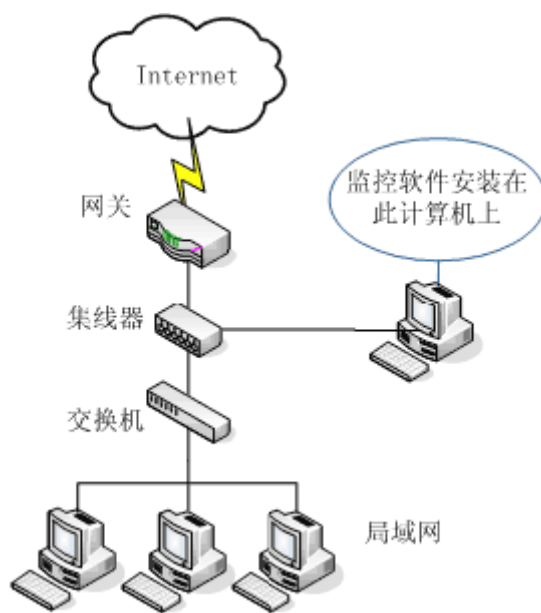 Internet
网关
监控软件安装在
此计算机上
集线器
交换机
局域网